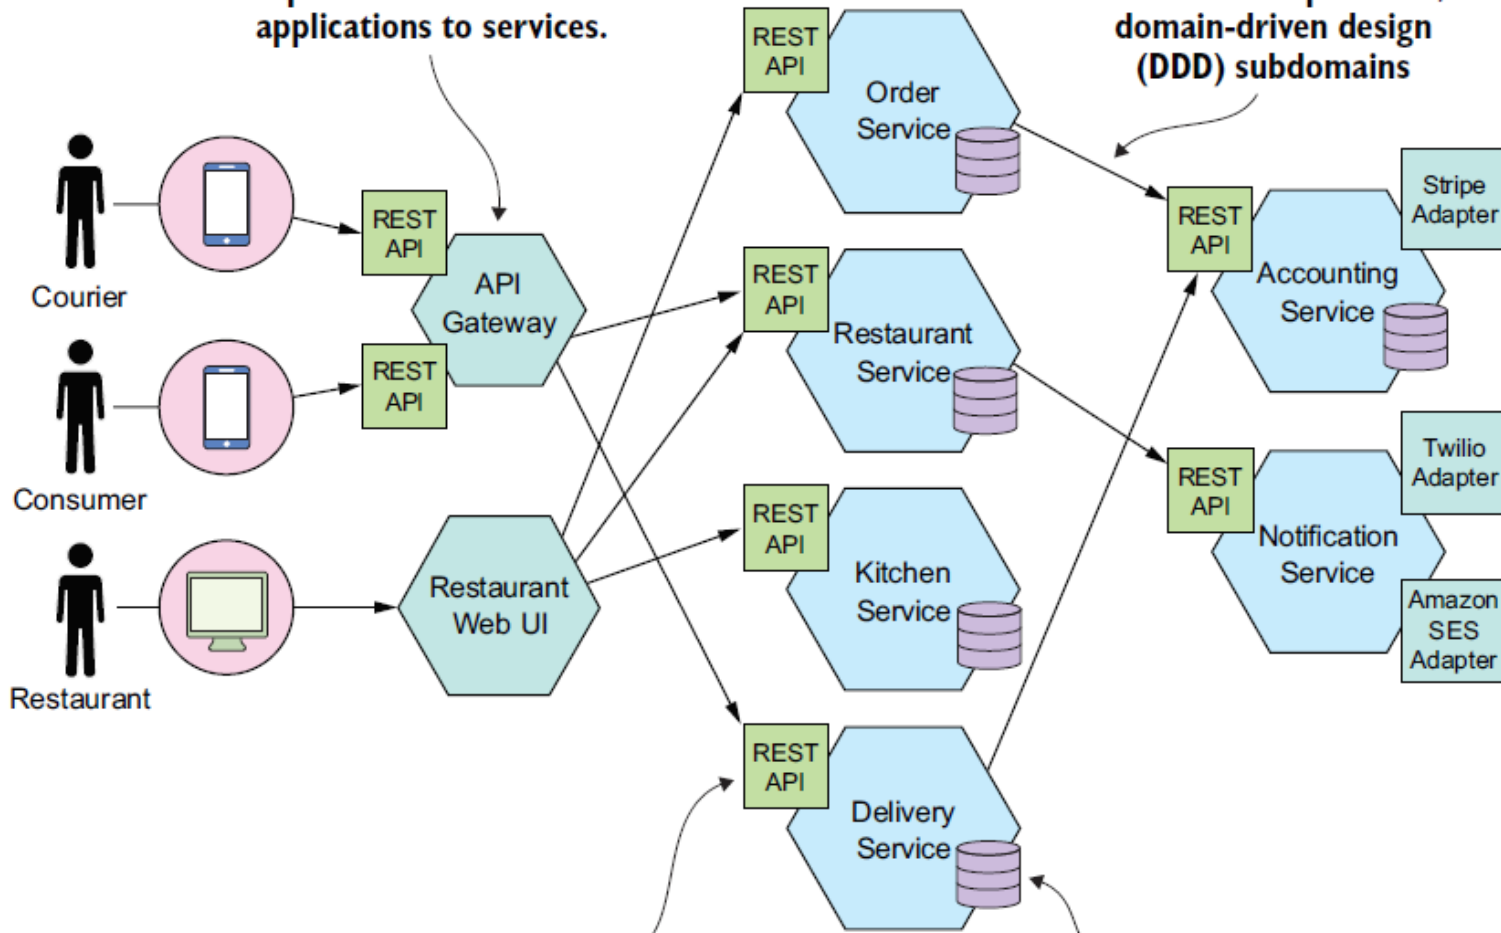 applications to services.
domain-driven design
(DDD) subdomains
REST
API
Order
Service
Courier
REST
API
API
Gateway
REST
API
Consumer
REST
API
Restaurant
Service
REST
API
Accounting
Service
Stripe
Adapter
REST
API
Notification
Service
Twilio
Adapter
Amazon
SES
Adapter
Restaurant
Restaurant
Web UI
REST
API
Kitchen
Service
REST
API
Delivery
Service